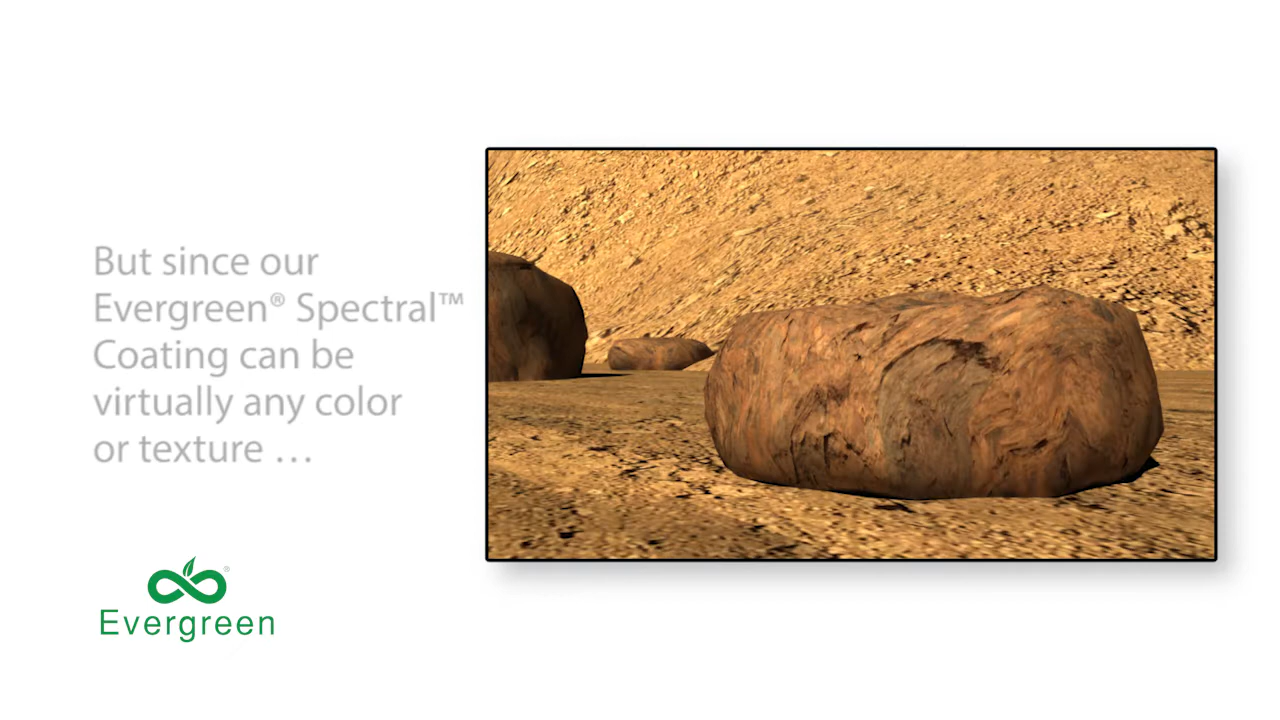 But since our
Evergreen® Spectral™
Coating can be
virtually any color
or texture …
®
Evergreen